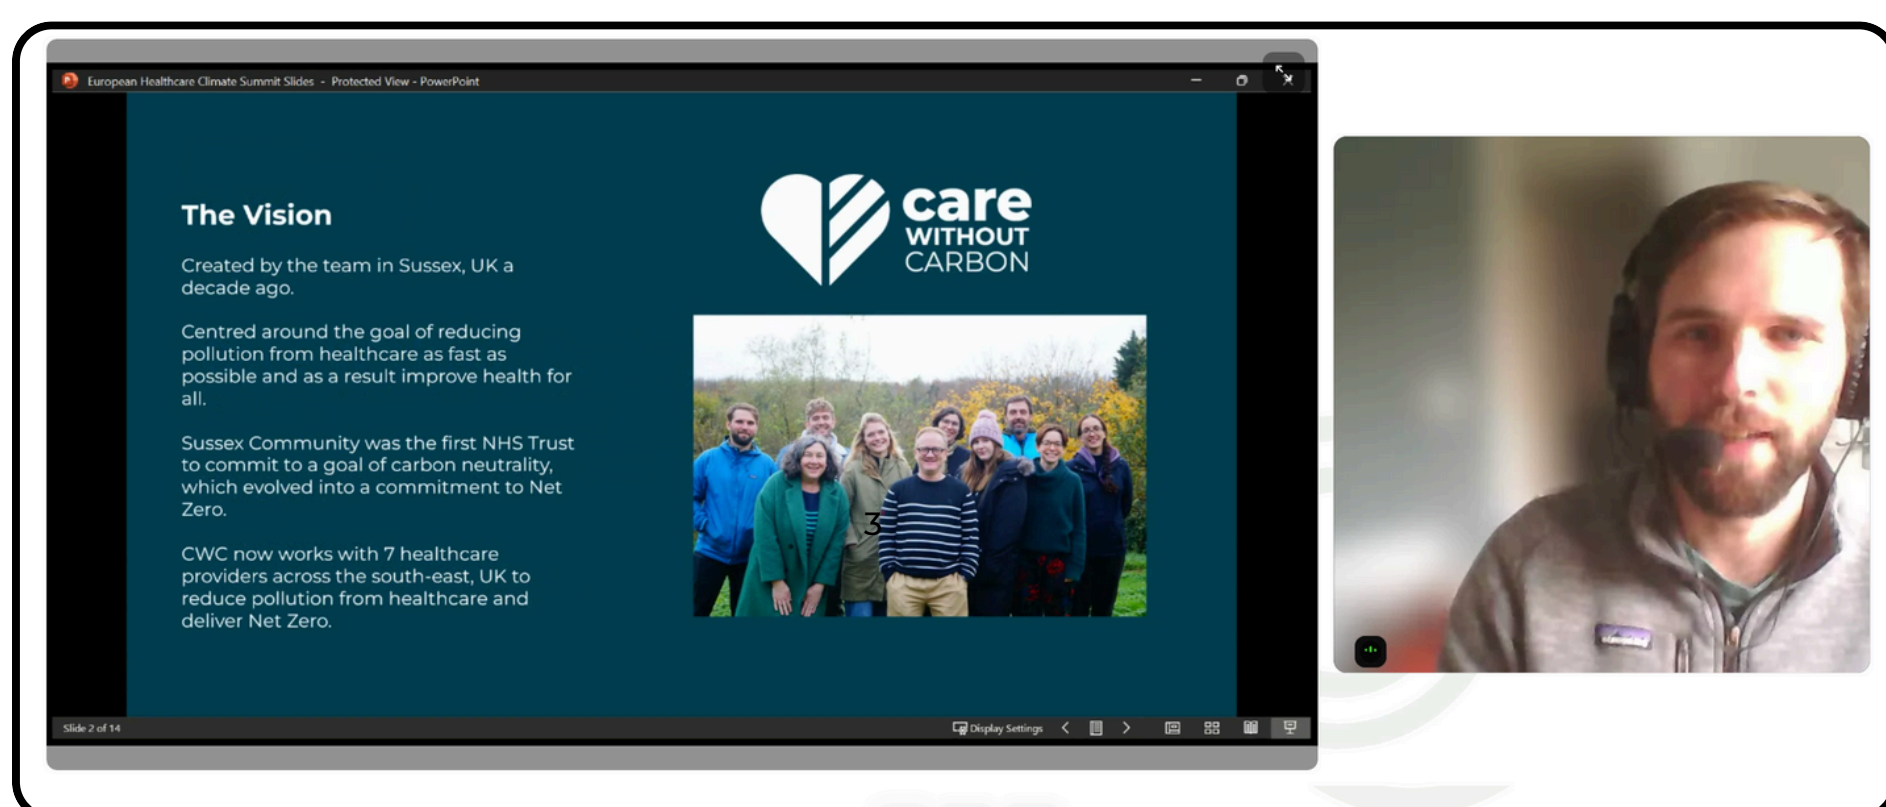 European Healthcare Climate Summit Slides - Protected View - PowerPoint
The Vision
Created by the team in Sussex, UK a
decade ago.
Centred around the goal of reducing
pollution from healthcare as fast as
possible and as a result improve health for
all.
Sussex Community was the first NHS Trust
to commit to a goal of carbon neutrality,
which evolved into a commitment to Net
Zero.
CWC now works with 7 healthcare
providers across the south-east, UK to
reduce pollution from healthcare and
deliver Net Zero.
care
WITHOUT
CARBON
3
Slide 2 of 14
Display Settings